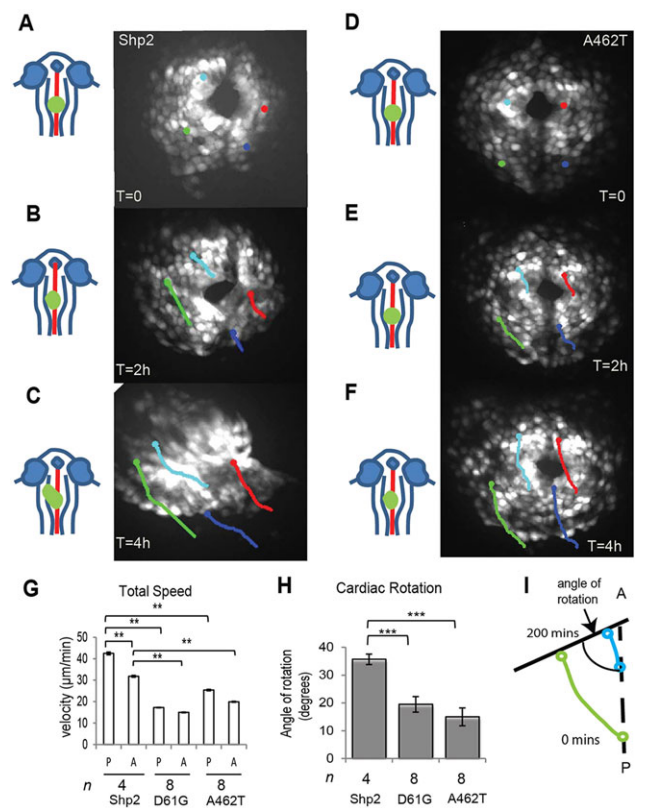 A
Shp2
T=0
B
T=2h
C
T=4h
D
A462T
T=0
E
T=2h
F
T=4h
G
Total Speed
velocity (µm/min)
50
40
30
20
10
0
**
**
**
**
**
P A P A P A
n 4 8 8
Shp2 D61G A462T
H
Cardiac Rotation
Angle of rotation
(degrees)
40
30
20
10
0
***
***
n 4 8 8
Shp2 D61G A462T
I
angle of
rotation
A
200 mins
0 mins
P